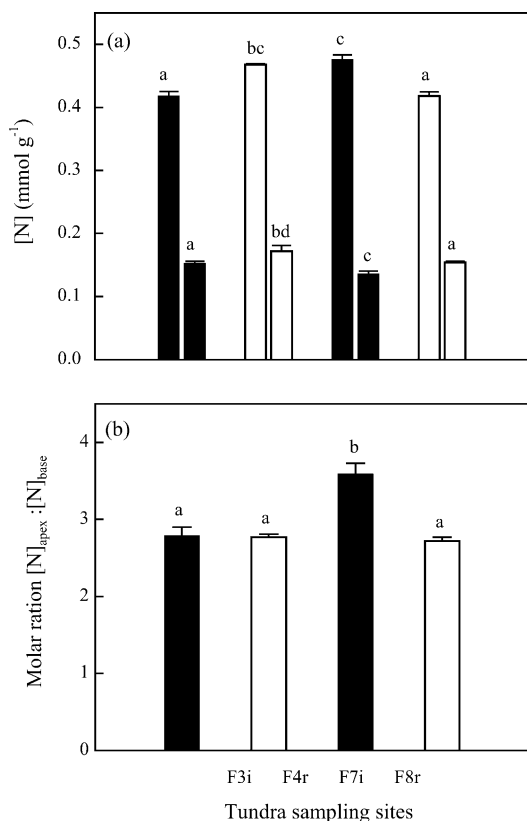 (a)
[N] (mmol g-1)
0.5
0.4
0.3
0.2
0.1
0.0
a
a
bc
bd
c
c
a
a
(b)
Molar ration [N]apex :[N]base
4
3
2
1
0
a
a
b
a
F3i F4r F7i F8r
Tundra sampling sites